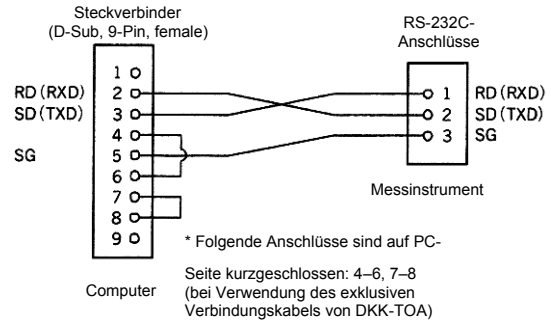 Steckverbinder
(D-Sub, 9-Pin, female)
RS-232C-
Anschlüsse
1
RD (RXD) 2
SD (TXD) 3
4
SG 5
6
7
8
9
1 RD (RXD)
2 SD (TXD)
3 SG
Messinstrument
* Folgende Anschlüsse sind auf PC-
Seite kurzgeschlossen: 4–6, 7–8
(bei Verwendung des exklusiven
Verbindungskabels von DKK-TOA)
Computer